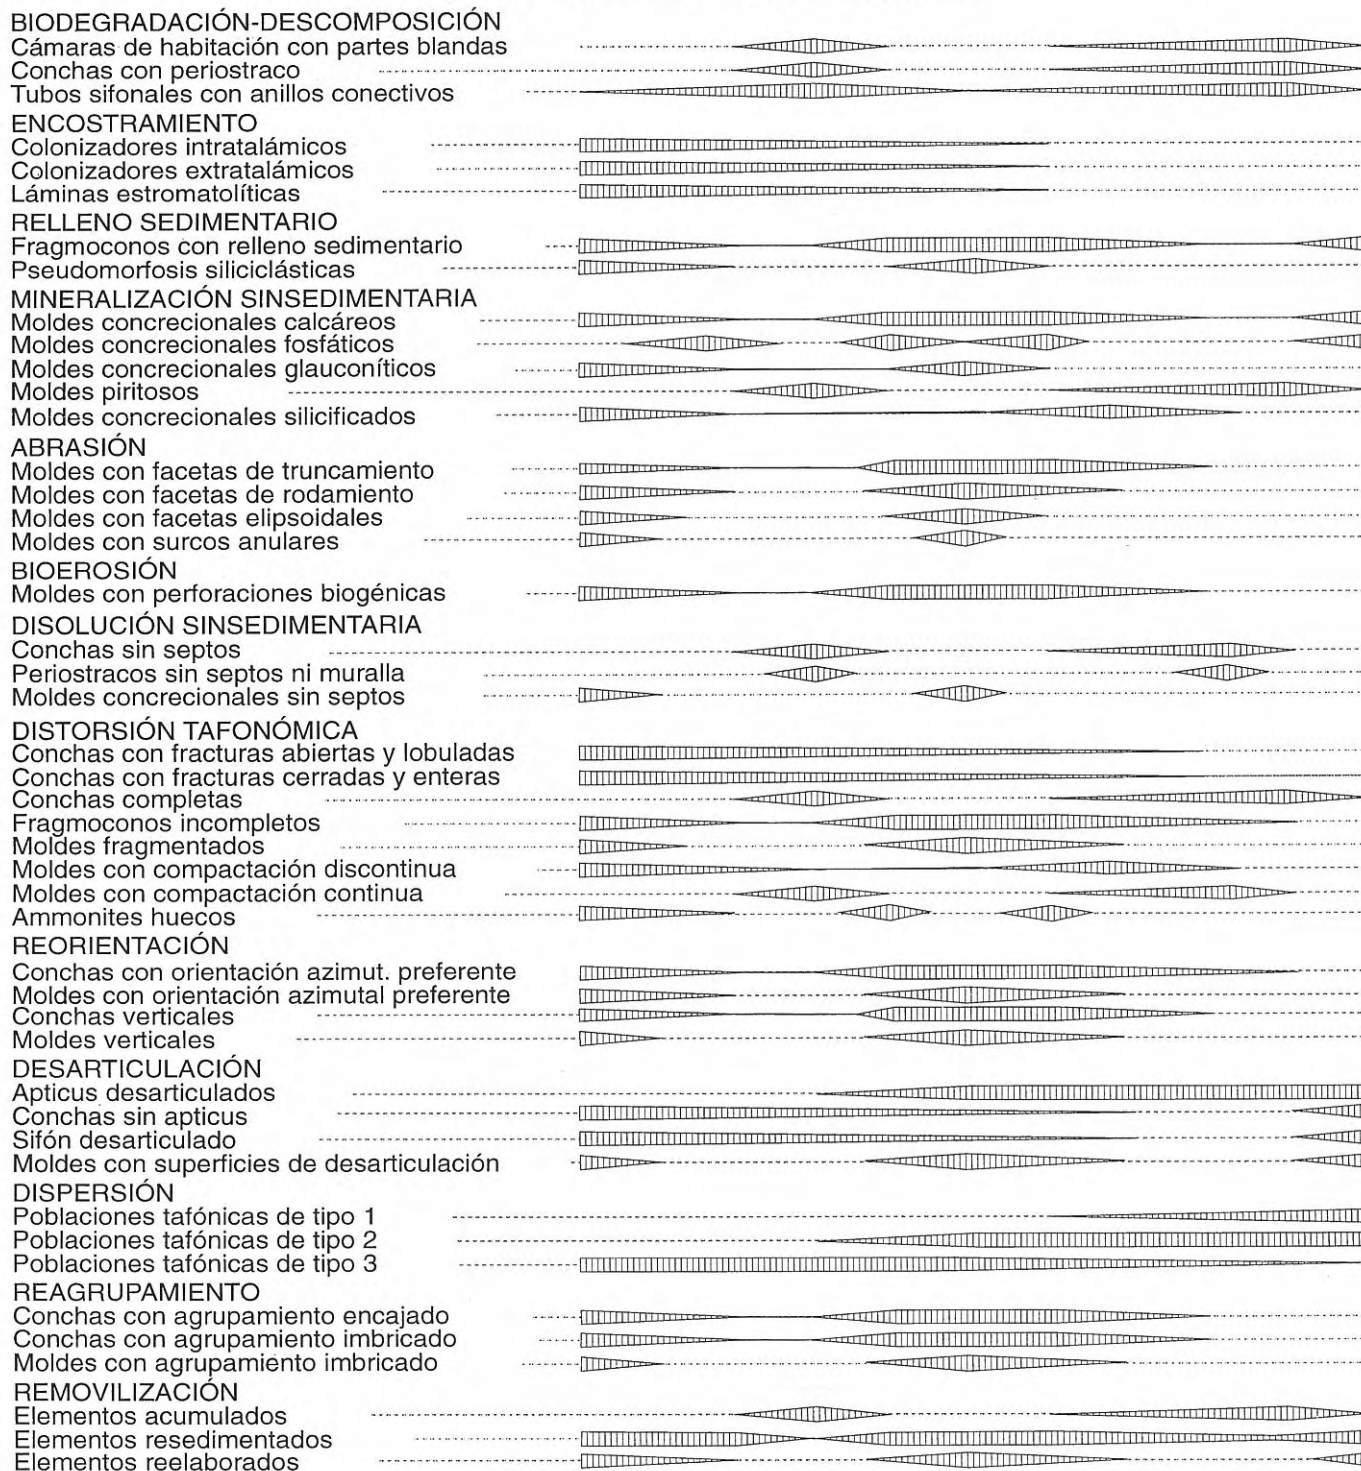 BIODEGRADACIÓN-DESCOMPOSICIÓN
Cámaras de habitación con partes blandas
Conchas con periostraco
Tubos sifonales con anillos conectivos
ENCOSTRAMIENTO
Colonizadores intratalámicos
Colonizadores extratalámicos
Láminas estromatolíticas
RELLENO SEDIMENTARIO
Fragmoconos con relleno sedimentario
Pseudomorfosis siliciclásticas
MINERALIZACIÓN SINSEDIMENTARIA
Moldes concrecionales calcáreos
Moldes concrecionales fosfáticos
Moldes concrecionales glauconíticos
Moldes piritosos
Moldes concrecionales silicificados
ABRASIÓN
Moldes con facetas de truncamiento
Moldes con facetas de rodamiento
Moldes con facetas elipsoidales
Moldes con surcos anulares
BIOEROSIÓN
Moldes con perforaciones biogénicas
DISOLUCIÓN SINSEDIMENTARIA
Conchas sin septos
Periostracos sin septos ni muralla
Moldes concrecionales sin septos
DISTORSIÓN TAFONÓMICA
Conchas con fracturas abiertas y lobuladas
Conchas con fracturas cerradas y enteras
Conchas completas
Fragmoconos incompletos
Moldes fragmentados
Moldes con compactación discontinua
Moldes con compactación continua
Ammonites huecos
REORIENTACIÓN
Conchas con orientación azimut. preferente
Moldes con orientación azimutal preferente
Conchas verticales
Moldes verticales
DESARTICULACIÓN
Apticus desarticulados
Conchas sin apticus
Sifón desarticulado
Moldes con superficies de desarticulación
DISPERSIÓN
Poblaciones tafónicas de tipo 1
Poblaciones tafónicas de tipo 2
Poblaciones tafónicas de tipo 3
REAGRUPAMIENTO
Conchas con agrupamiento encajado
Conchas con agrupamiento imbricado
Moldes con agrupamiento imbricado
REMOVILIZACIÓN
Elementos acumulados
Elementos resedimentados
Elementos reelaborados